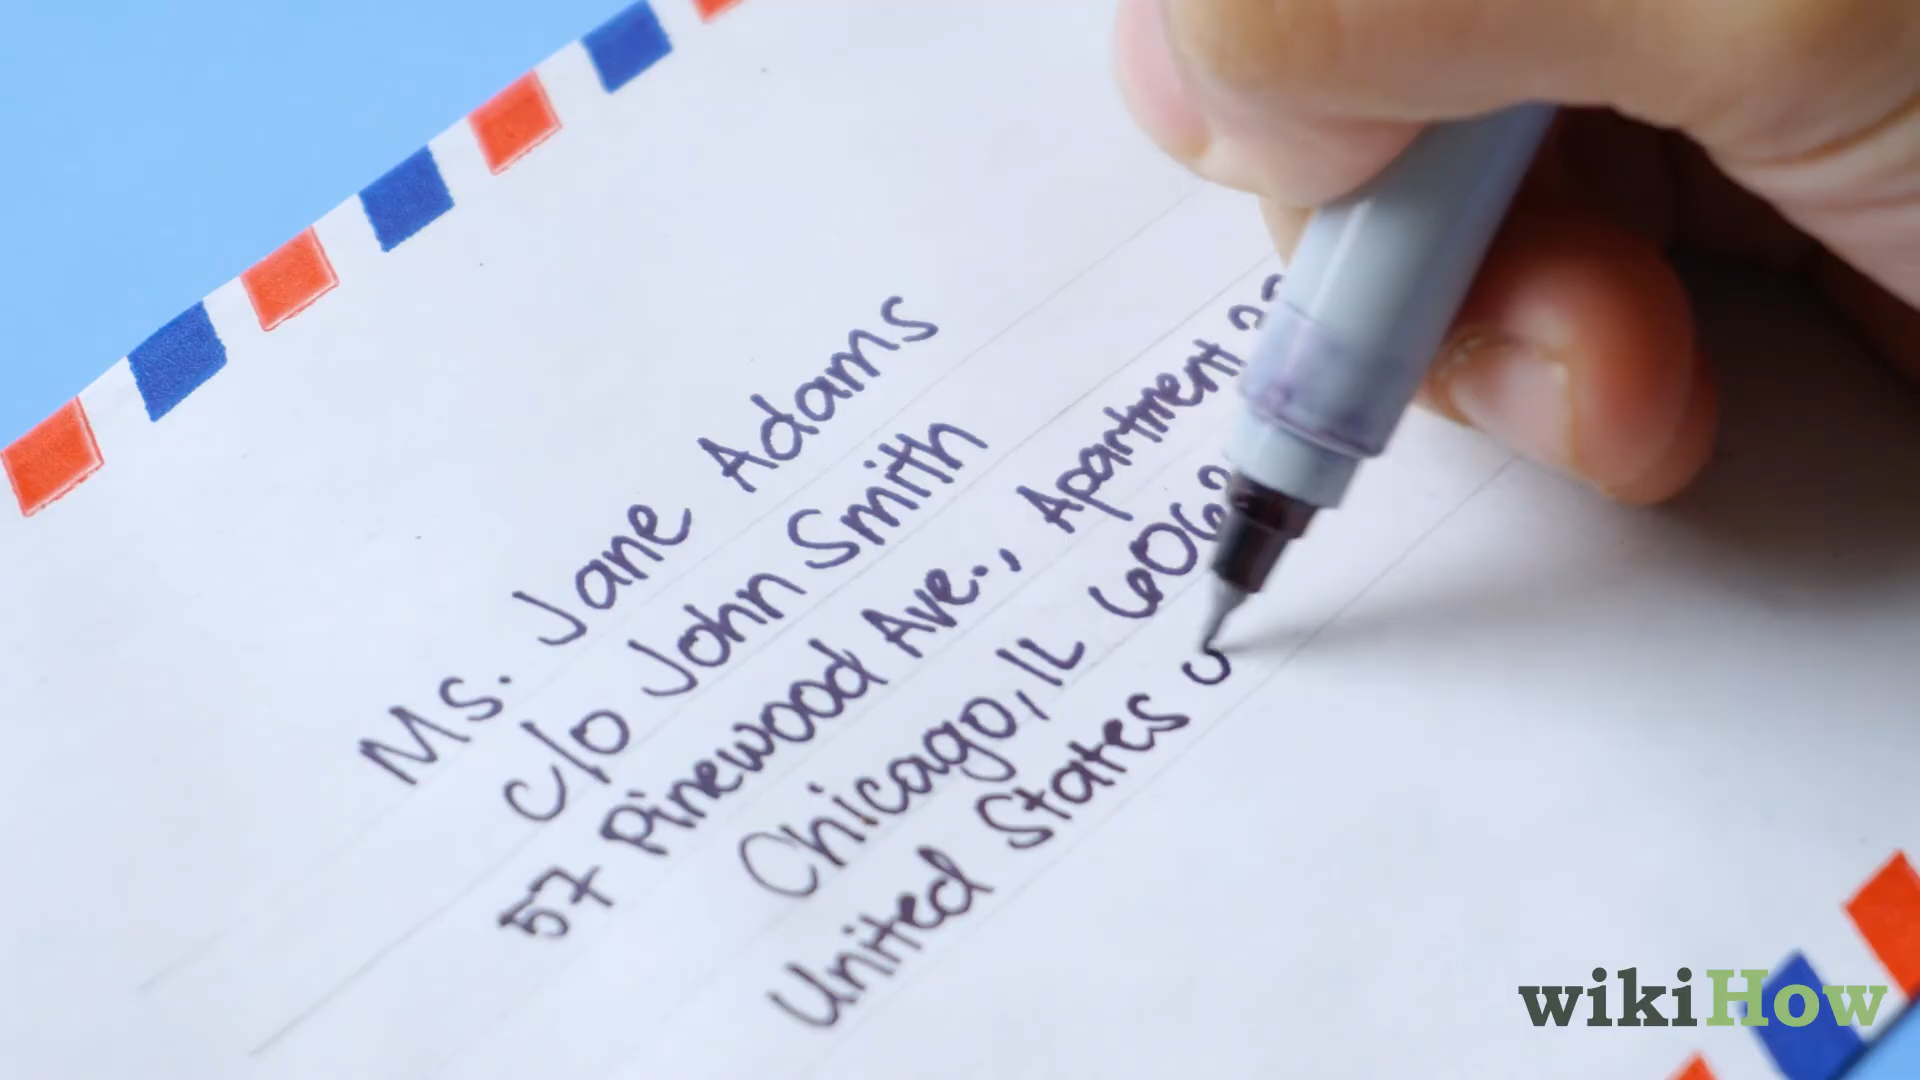 Ms. Jane Adams
c/o John Smith
57 Pinewood Ave., Apartment
Chicago, IL
United States
wikiHow